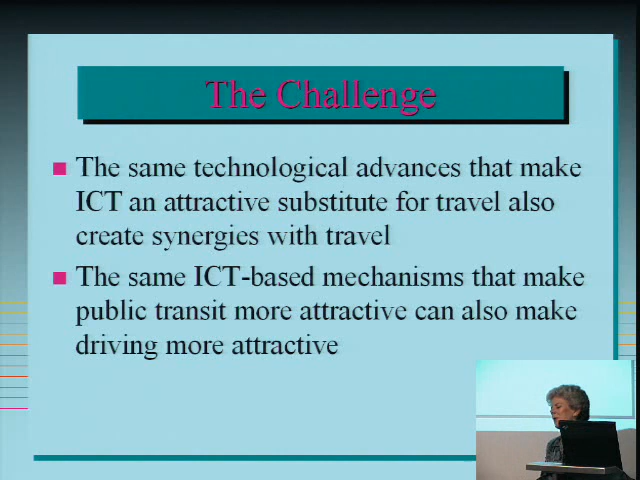 The Challenge
The same technological advances that make
ICT an attractive substitute for travel also
create synergies with travel
The same ICT-based mechanisms that make
public transit more attractive can also make
driving more attractive